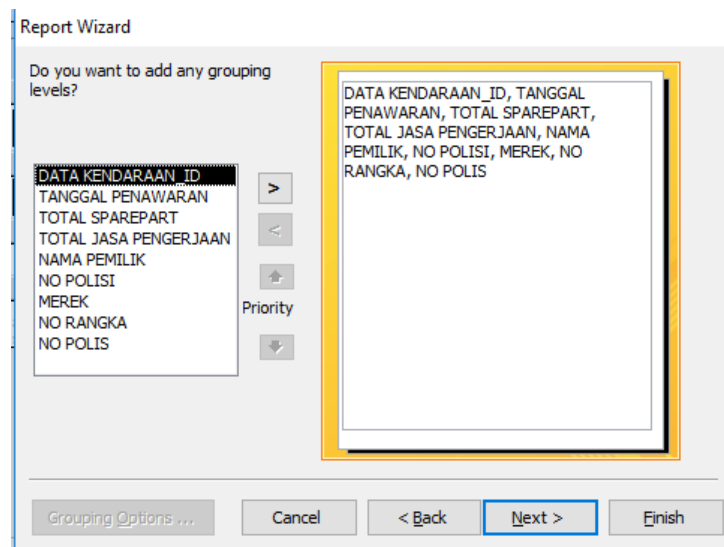 Report Wizard
Do you want to add any grouping
levels?
DATA KENDARAAN_ID
TANGGAL PENAWARAN
TOTAL SPAREPART
TOTAL JASA PENGERJAAN
NAMA PEMILIK
NO POLISI
MEREK
NO RANGKA
NO POLIS
>
<
Priority
DATA KENDARAAN_ID, TANGGAL
PENAWARAN, TOTAL SPAREPART,
TOTAL JASA PENGERJAAN, NAMA
PEMILIK, NO POLISI, MEREK, NO
RANGKA, NO POLIS
Grouping Options ...
Cancel
< Back
Next >
Finish